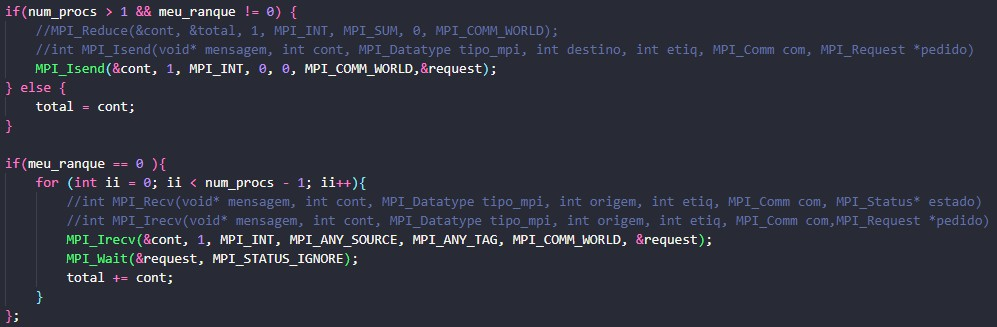 if(num_procs > 1 && meu_ranque != 0) {
    //MPI_Reduce(&cont, &total, 1, MPI_INT, MPI_SUM, 0, MPI_COMM_WORLD);
    //int MPI_Isend(void* mensagem, int cont, MPI_Datatype tipo_mpi, int destino, int etiq, MPI_Comm com, MPI_Request *pedido)
    MPI_Isend(&cont, 1, MPI_INT, 0, 0, MPI_COMM_WORLD,&request);
} else {
    total = cont;
}

if(meu_ranque == 0 ){
    for (int ii = 0; ii < num_procs - 1; ii++){
        //int MPI_Recv(void* mensagem, int cont, MPI_Datatype tipo_mpi, int origem, int etiq, MPI_Comm com, MPI_Status* estado)
        //int MPI_Irecv(void* mensagem, int cont, MPI_Datatype tipo_mpi, int origem, int etiq, MPI_Comm com,MPI_Request *pedido)
        MPI_Irecv(&cont, 1, MPI_INT, MPI_ANY_SOURCE, MPI_ANY_TAG, MPI_COMM_WORLD, &request);
        MPI_Wait(&request, MPI_STATUS_IGNORE);
        total += cont;
    }
};